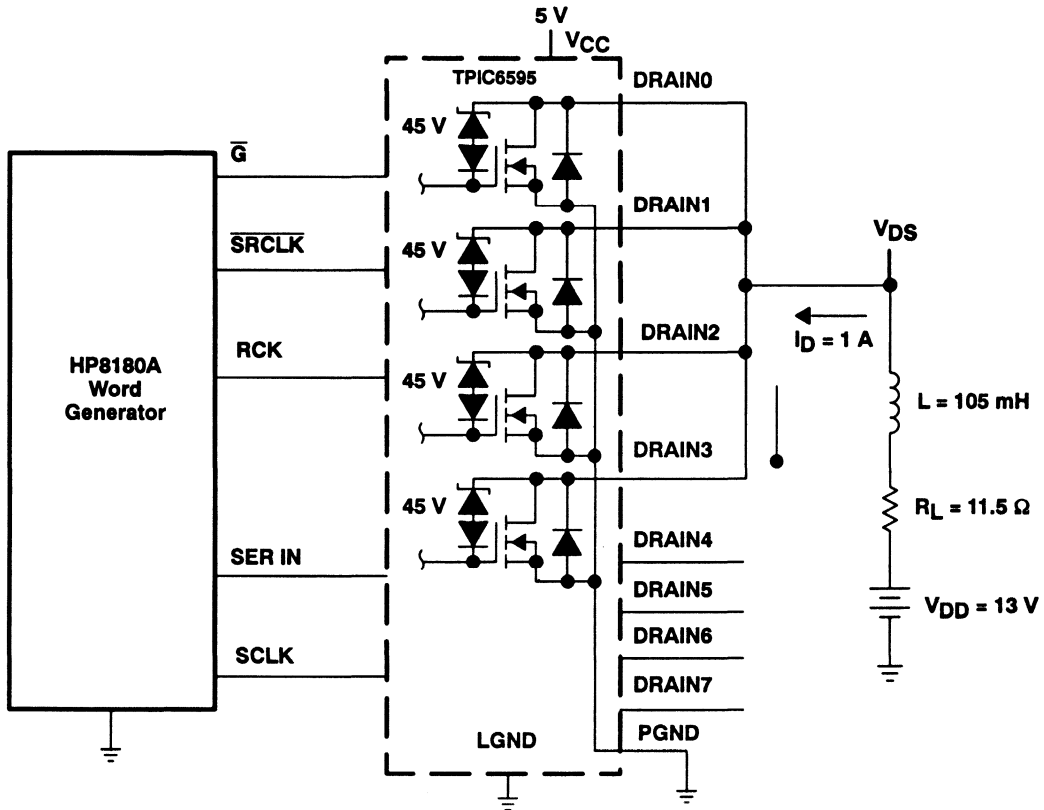 5 V
VCC
TPIC6595
DRAIN0
45 V
G
DRAIN1
45 V
SRCLK
VDS
DRAIN2
ID = 1 A
RCK
HP8180A
Word
Generator
45 V
L = 105 mH
DRAIN3
45 V
RL = 11.5 Ω
DRAIN4
SER IN
DRAIN5
VDD = 13 V
DRAIN6
SCLK
DRAIN7
PGND
LGND